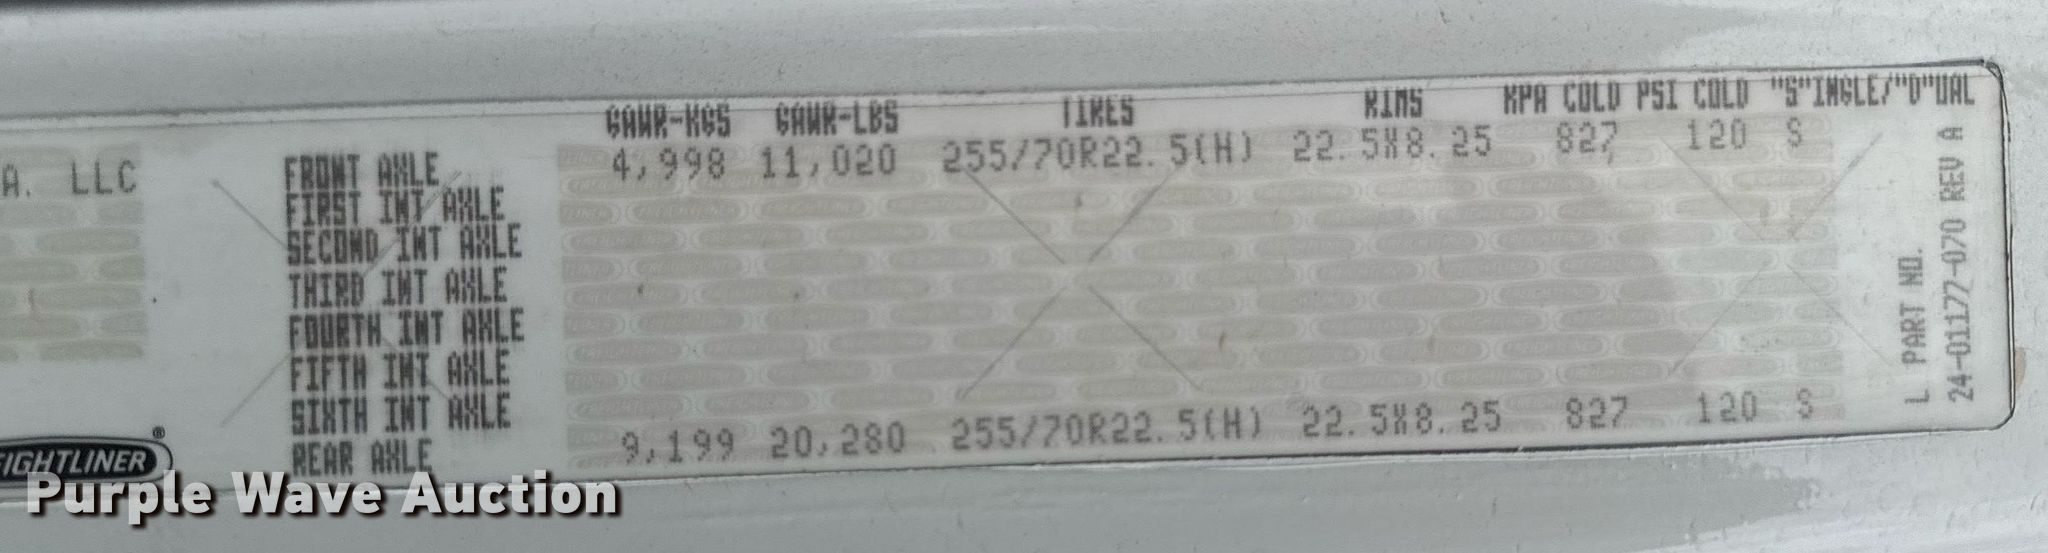 GAWR-KGS GAWR-LBS TIRES RIMS KPA COLD PSI COLD "S"INGLE/"D"UAL
A. LLC
FRONT AXLE 4,998 11,020 255/70R22.5(H) 22.5X8.25 827 120 S
FIRST INT AXLE
SECOND INT AXLE
THIRD INT AXLE
FOURTH INT AXLE
FIFTH INT AXLE
SIXTH INT AXLE
REAR AXLE 9,199 20,280 255/70R22.5(H) 22.5X8.25 827 120 S
L PART NO.
24-01177-070 REV A
FREIGHTLINER
Purple Wave Auction